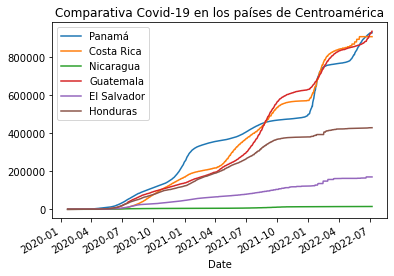 Comparativa Covid-19 en los países de Centroamérica
Panamá
Costa Rica
Nicaragua
Guatemala
El Salvador
Honduras
800000
600000
400000
200000
0
2020-01
2020-04
2020-07
2020-10
2021-01
2021-04
2021-07
2021-10
2022-01
2022-04
2022-07
Date